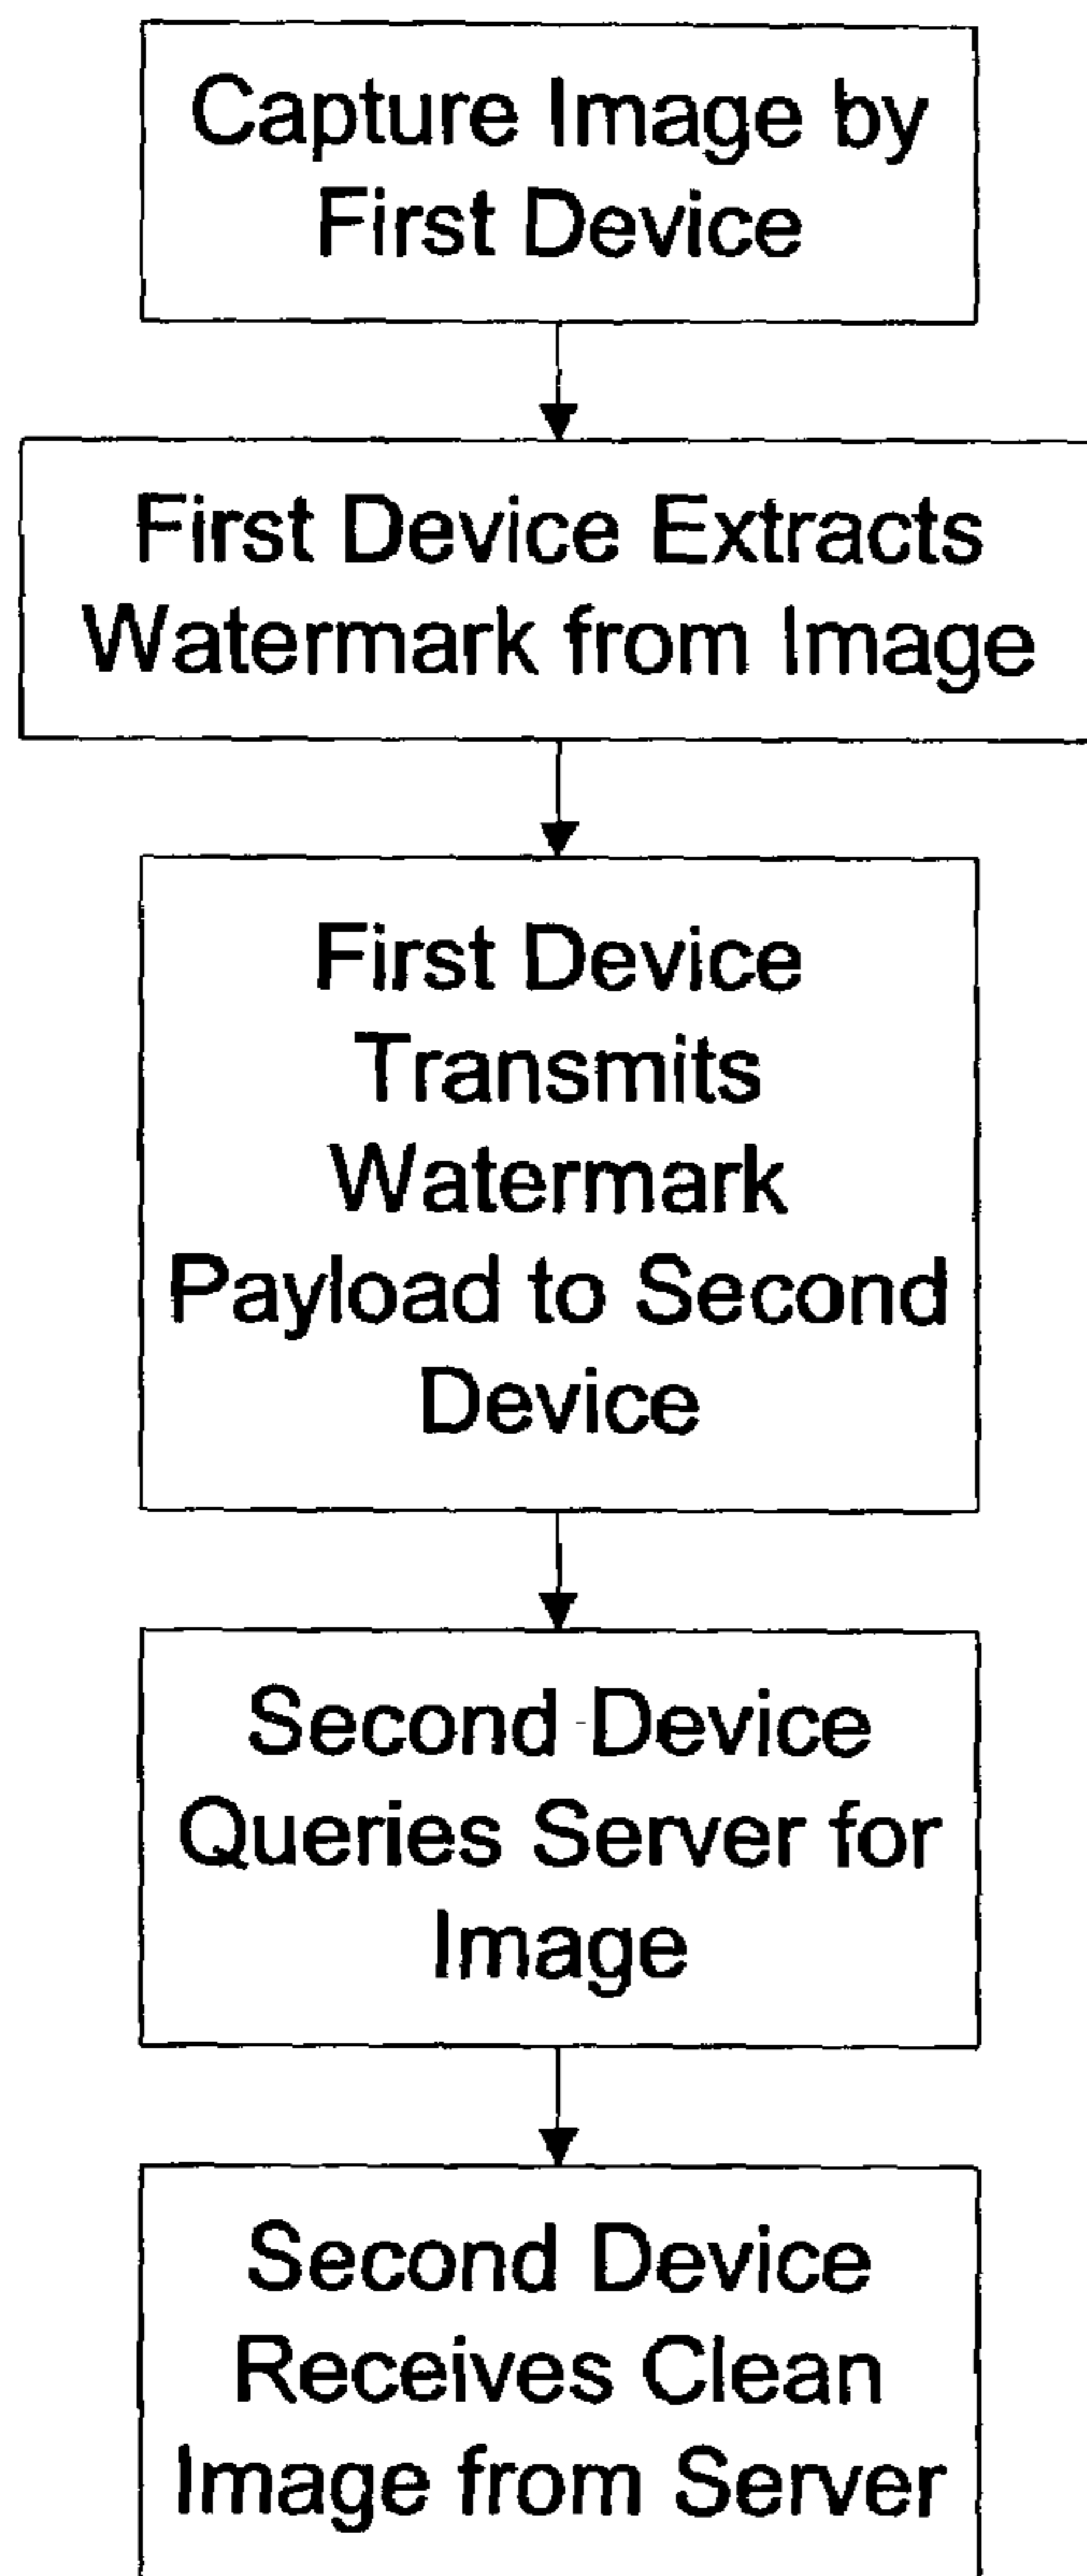 Capture Image by
First Device
First Device Extracts
Watermark from Image
First Device
Transmits
Watermark
Payload to Second
Device
Second Device
Queries Server for
Image
Second Device
Receives Clean
Image from Server